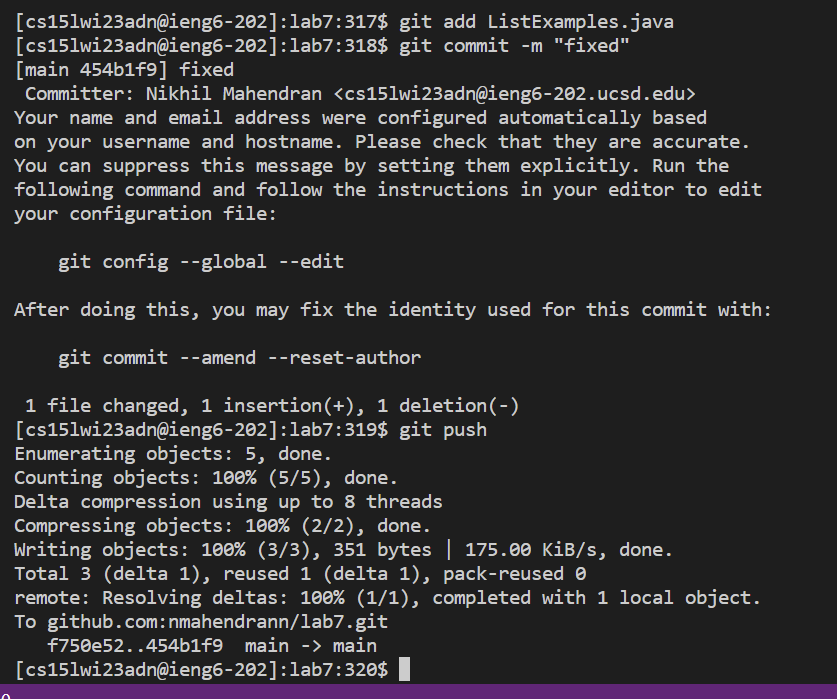 [cs15lwi23adn@ieng6-202]:lab7:317$ git add ListExamples.java
[cs15lwi23adn@ieng6-202]:lab7:318$ git commit -m "fixed"
[main 454b1f9] fixed
 Committer: Nikhil Mahendran <cs15lwi23adn@ieng6-202.ucsd.edu>
Your name and email address were configured automatically based
on your username and hostname. Please check that they are accurate.
You can suppress this message by setting them explicitly. Run the
following command and follow the instructions in your editor to edit
your configuration file:

    git config --global --edit

After doing this, you may fix the identity used for this commit with:

    git commit --amend --reset-author

 1 file changed, 1 insertion(+), 1 deletion(-)
[cs15lwi23adn@ieng6-202]:lab7:319$ git push
Enumerating objects: 5, done.
Counting objects: 100% (5/5), done.
Delta compression using up to 8 threads
Compressing objects: 100% (2/2), done.
Writing objects: 100% (3/3), 351 bytes | 175.00 KiB/s, done.
Total 3 (delta 1), reused 1 (delta 1), pack-reused 0
remote: Resolving deltas: 100% (1/1), completed with 1 local object.
To github.com:nmahendrann/lab7.git
   f750e52..454b1f9  main -> main
[cs15lwi23adn@ieng6-202]:lab7:320$